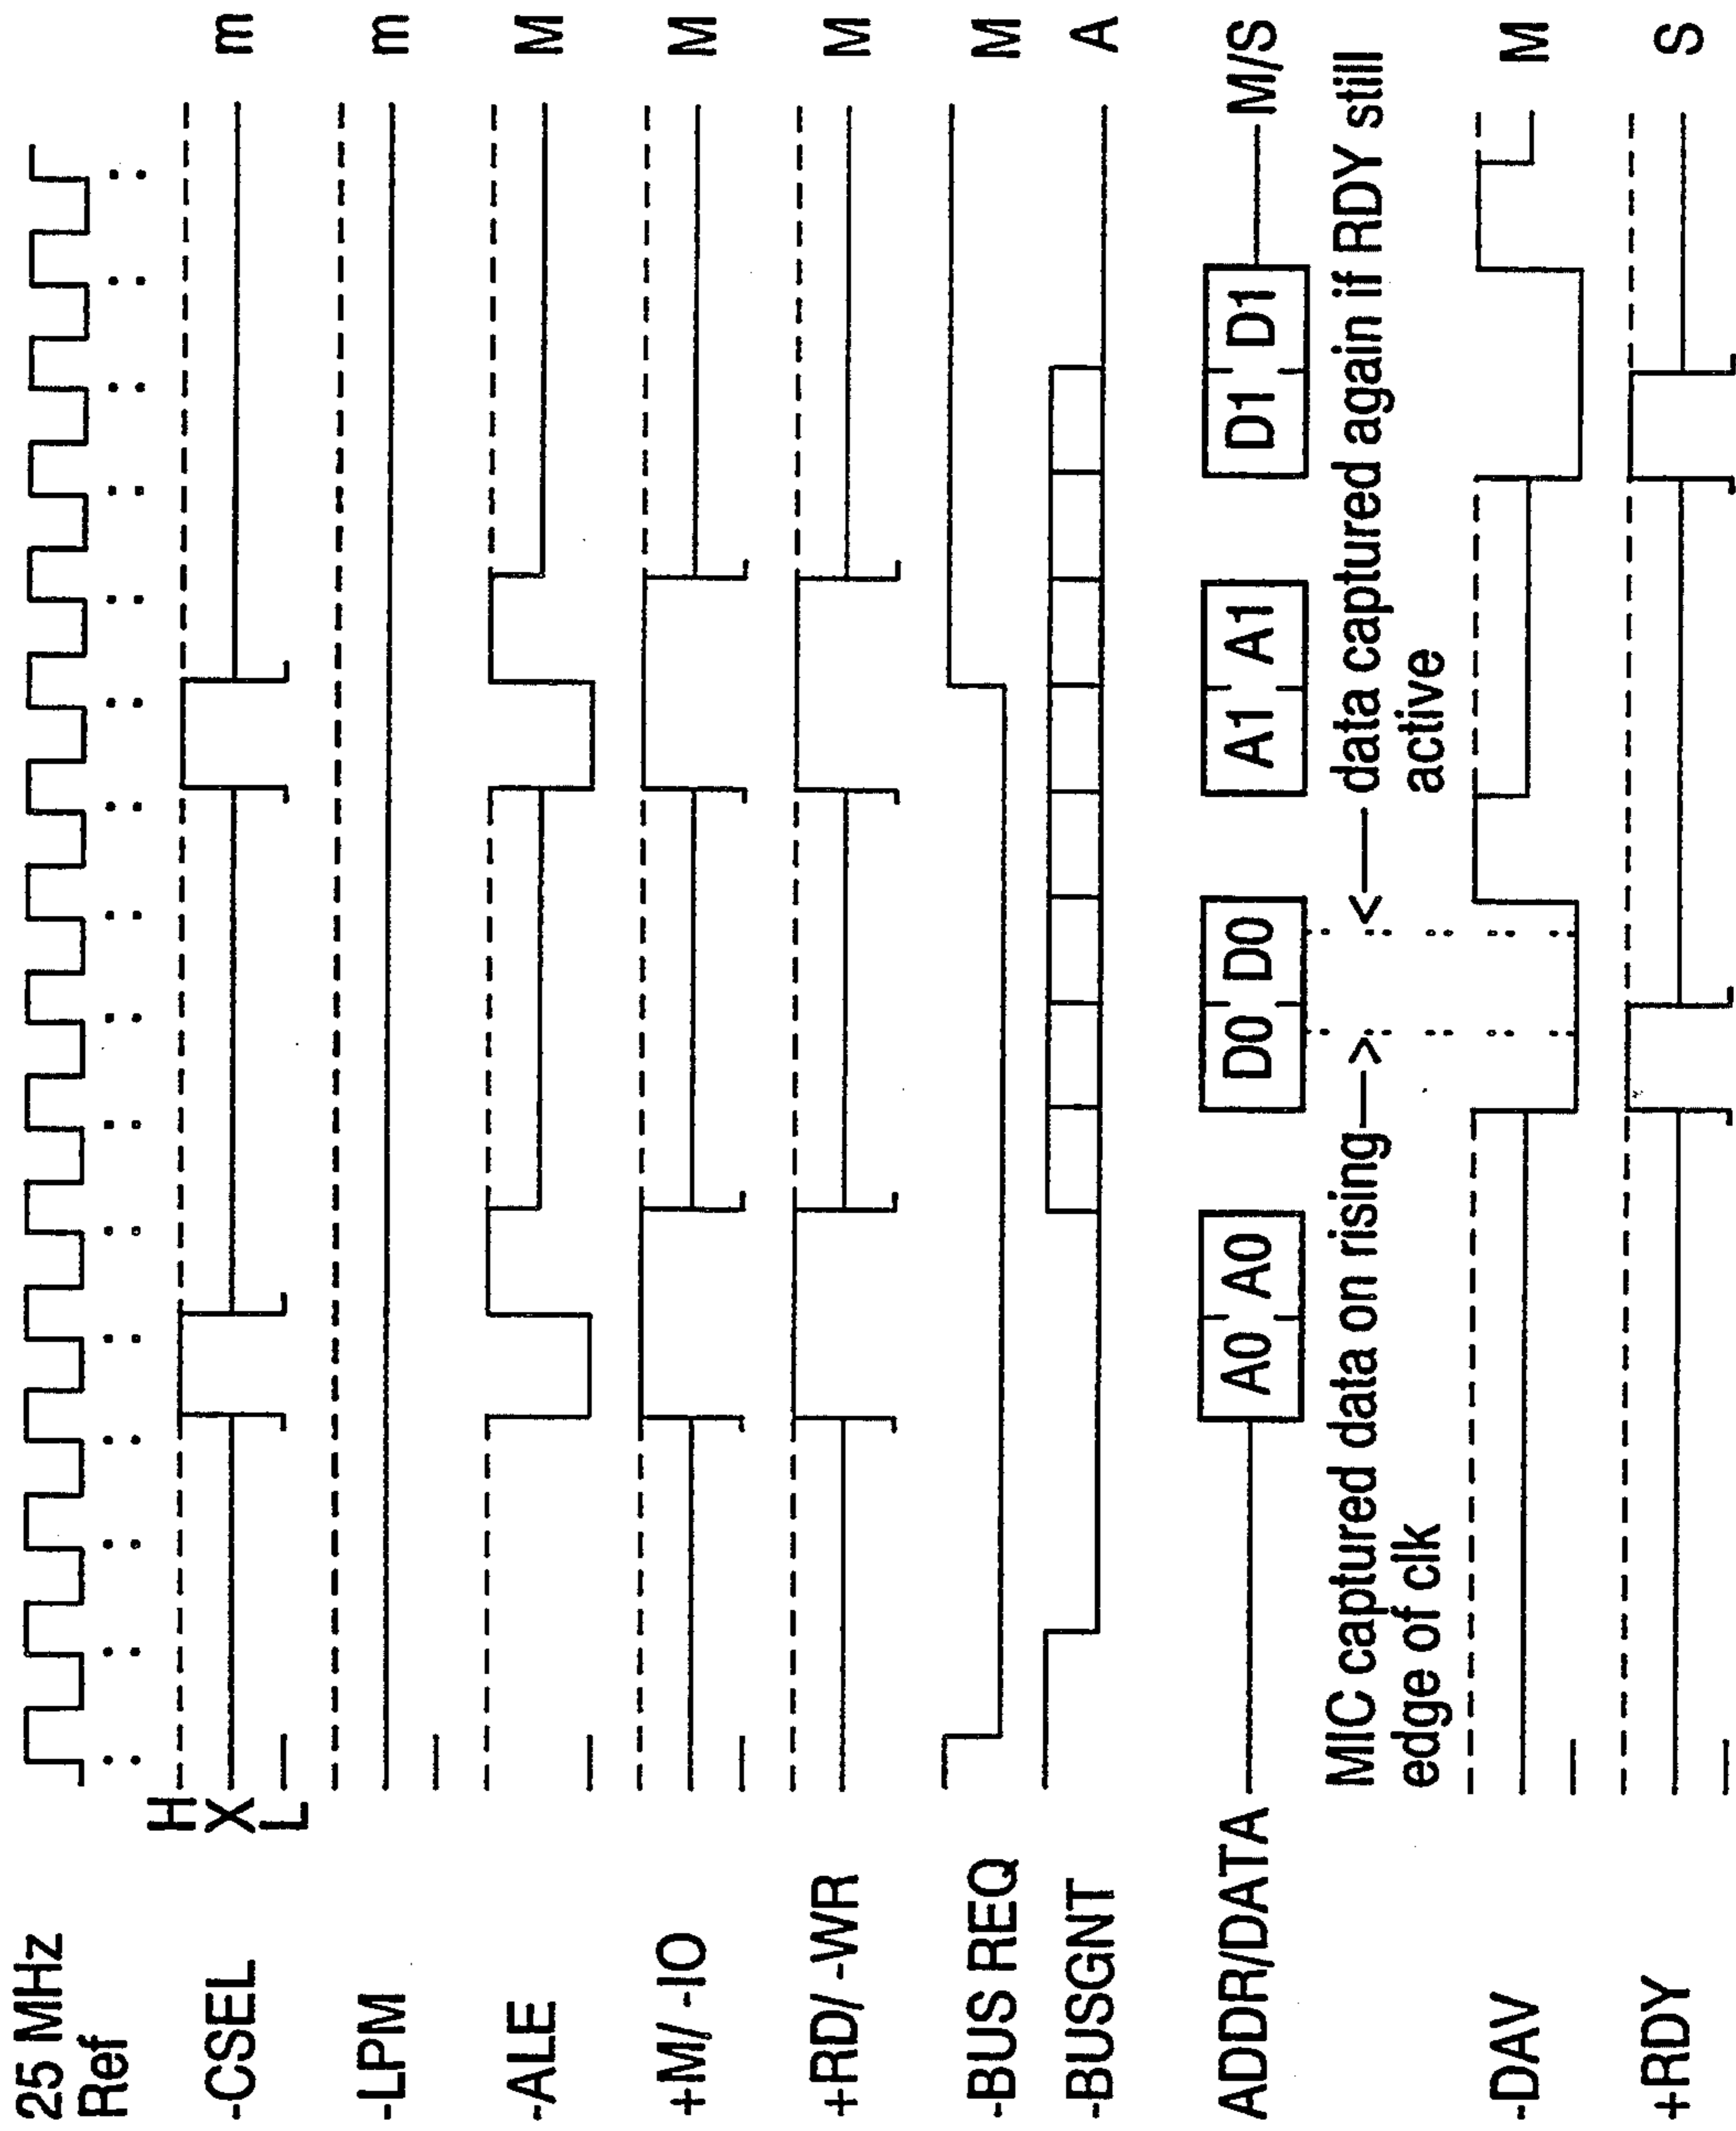 25 MHz
Ref
H
X
L
-CSEL
m
-LPM
m
-ALE
M
+M/ -IO
M
+RD/ -WR
M
-BUS REQ
M
-BUSGNT
A
ADDR/DATA
A0 A0
D0 D0
A1 A1
D1 D1
M/S
MIC captured data on rising—>
edge of clk
<— data captured again if RDY still
active
-DAV
M
+RDY
S